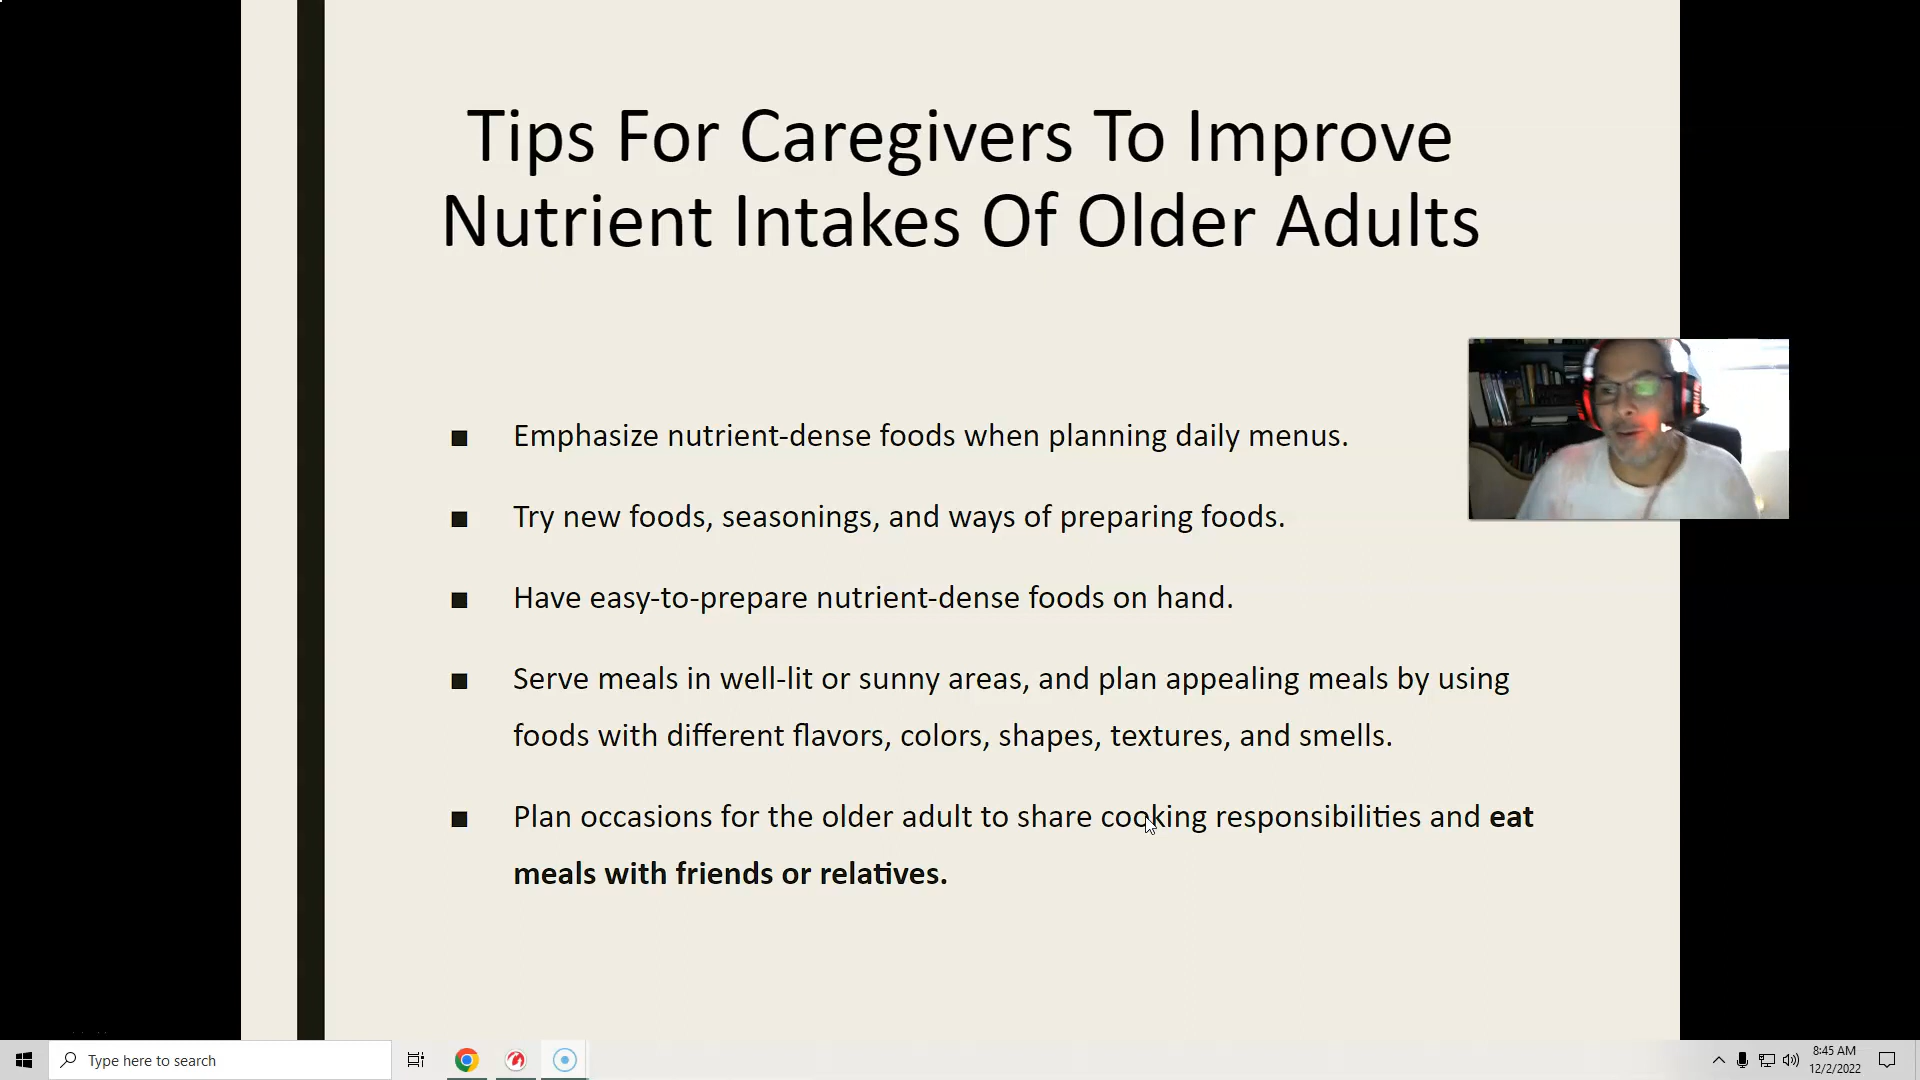 Tips For Caregivers To Improve
Nutrient Intakes Of Older Adults
■ Emphasize nutrient-dense foods when planning daily menus.
■ Try new foods, seasonings, and ways of preparing foods.
■ Have easy-to-prepare nutrient-dense foods on hand.
■ Serve meals in well-lit or sunny areas, and plan appealing meals by using
foods with different flavors, colors, shapes, textures, and smells.
■ Plan occasions for the older adult to share cooking responsibilities and eat
meals with friends or relatives.
Type here to search
8:45 AM
12/2/2022